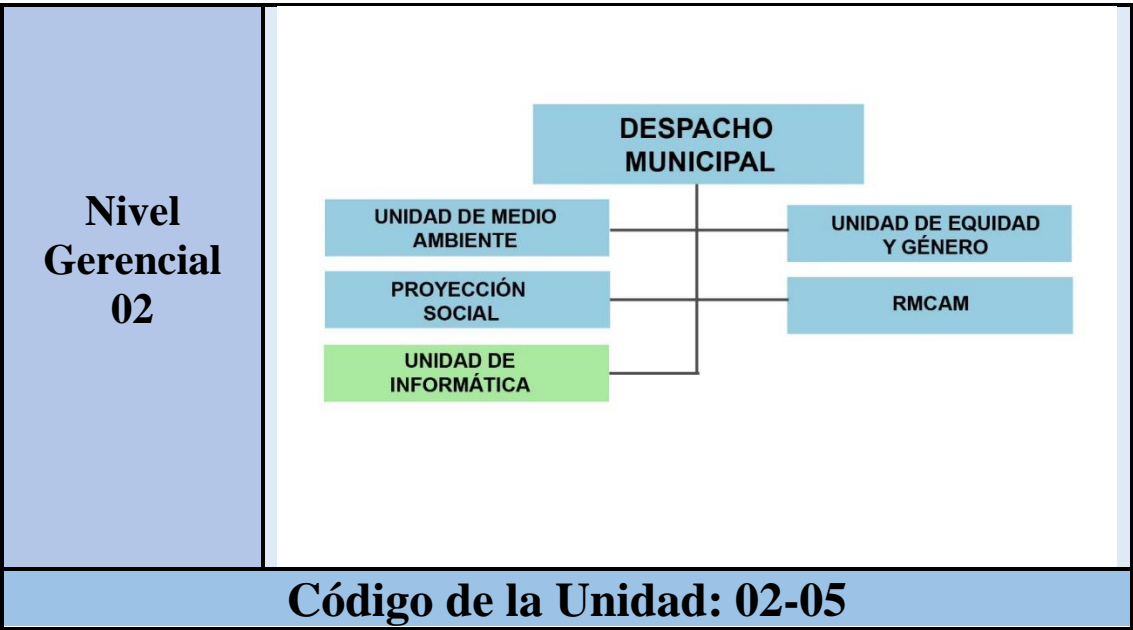 Nivel
Gerencial
02
DESPACHO
MUNICIPAL
UNIDAD DE MEDIO
AMBIENTE
UNIDAD DE EQUIDAD
Y GÉNERO
PROYECCIÓN
SOCIAL
RMCAM
UNIDAD DE
INFORMÁTICA
Código de la Unidad: 02-05